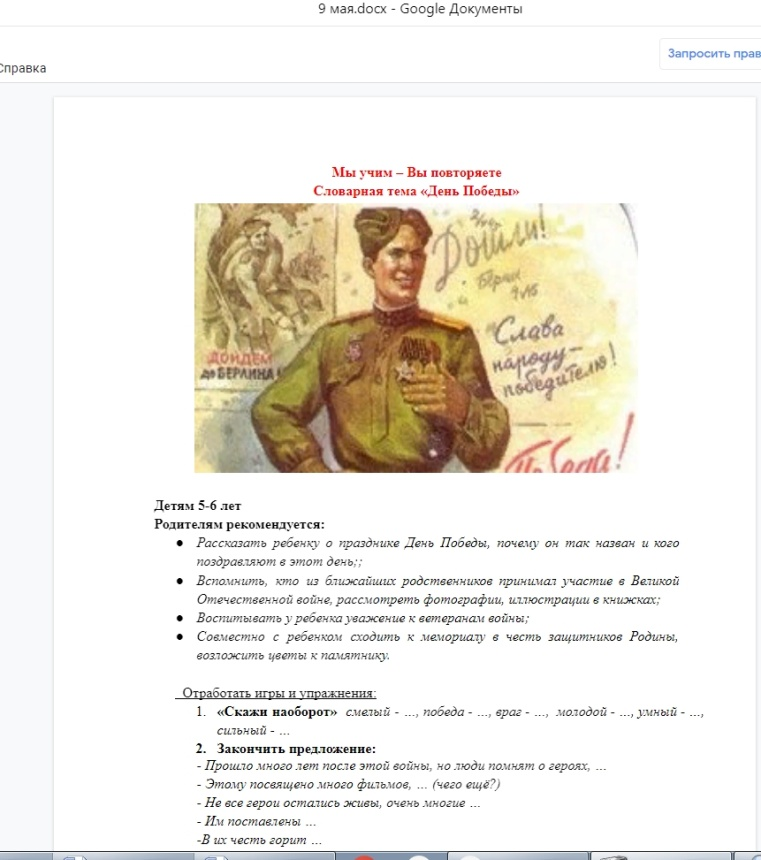 9 мая.docx - Google Документы
Запросить прав
Справка
Мы учим – Вы повторяете
Словарная тема «День Победы»
Дошли!
Берлин
9/V 45
Слава
народу–
победителю!
ДОЙДЕМ
до БЕРЛИНА!
Победа!
Детям 5-6 лет
Родителям рекомендуется:
● Рассказать ребенку о празднике День Победы, почему он так назван и кого
поздравляют в этот день;;
● Вспомнить, кто из ближайших родственников принимал участие в Великой
Отечественной войне, рассмотреть фотографии, иллюстрации в книжках;
● Воспитывать у ребенка уважение к ветеранам войны;
● Совместно с ребенком сходить к мемориалу в честь защитников Родины,
возложить цветы к памятнику.
Отработать игры и упражнения:
1. «Скажи наоборот» смелый - …, победа - …, враг - …, молодой - …, умный - …,
сильный - …
2. Закончить предложение:
- Прошло много лет после этой войны, но люди помнят о героях, …
- Этому посвящено много фильмов, … (чего ещё?)
- Не все герои остались живы, очень многие …
- Им поставлены …
-В их честь горит …